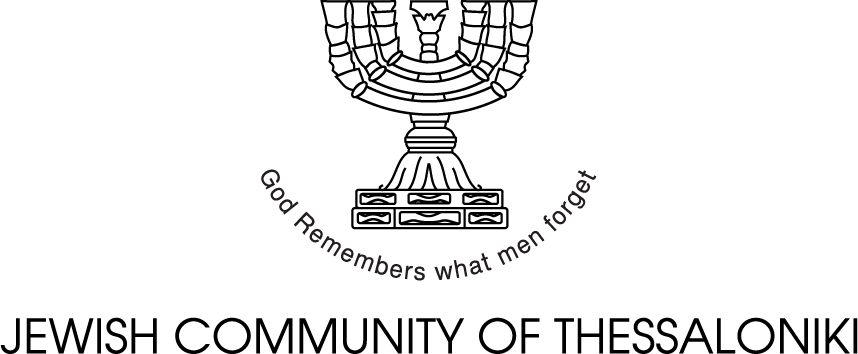 God Remembers what men forget
JEWISH COMMUNITY OF THESSALONIKI